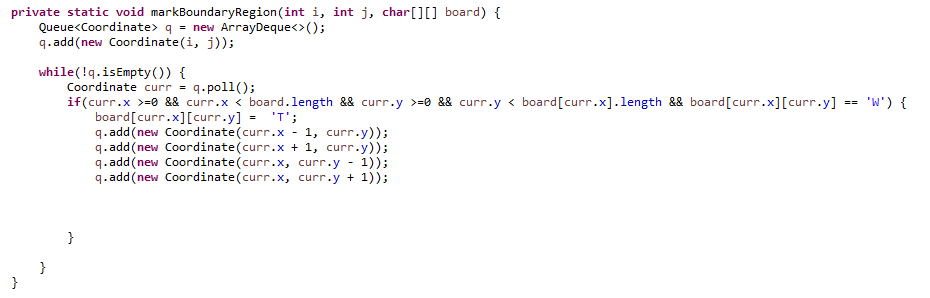 private static void markBoundaryRegion(int i, int j, char[][] board) {
    Queue<Coordinate> q = new ArrayDeque<>();
    q.add(new Coordinate(i, j));

    while(!q.isEmpty()) {
        Coordinate curr = q.poll();
        if(curr.x >=0 && curr.x < board.length && curr.y >=0 && curr.y < board[curr.x].length && board[curr.x][curr.y] == 'W') {
            board[curr.x][curr.y] =  'T';
            q.add(new Coordinate(curr.x - 1, curr.y));
            q.add(new Coordinate(curr.x + 1, curr.y));
            q.add(new Coordinate(curr.x, curr.y - 1));
            q.add(new Coordinate(curr.x, curr.y + 1));



        }

    }
}